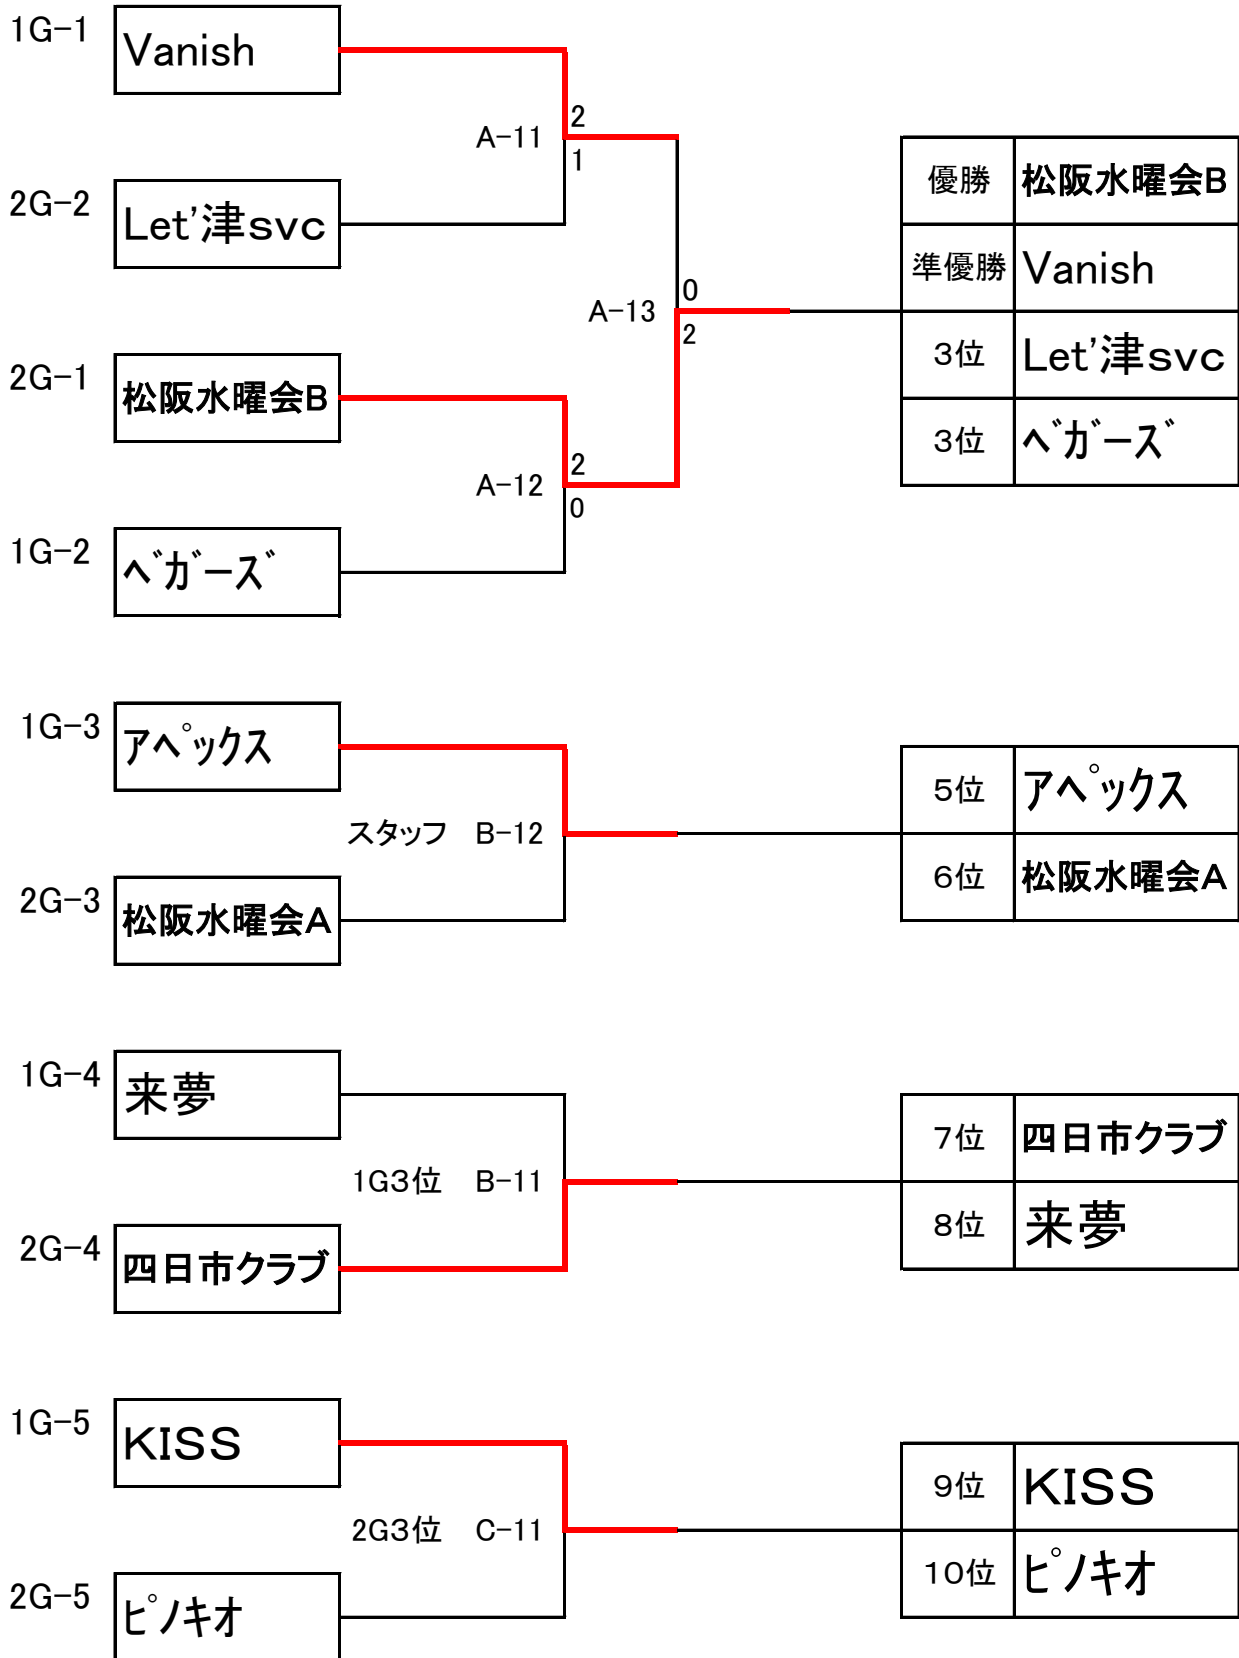 1G-1
Vanish
A-11
2
1
2G-2
Let'津svc
2G-1
松阪水曜会B
A-12
2
0
1G-2
ベガーズ
A-13
0
2
優勝 松阪水曜会B
準優勝 Vanish
3位 Let'津svc
3位 ベガーズ
1G-3
アペックス
スタッフ B-12
2G-3
松阪水曜会A
5位 アペックス
6位 松阪水曜会A
1G-4
来夢
1G3位 B-11
2G-4
四日市クラブ
7位 四日市クラブ
8位 来夢
1G-5
KISS
2G3位 C-11
2G-5
ピノキオ
9位 KISS
10位 ピノキオ